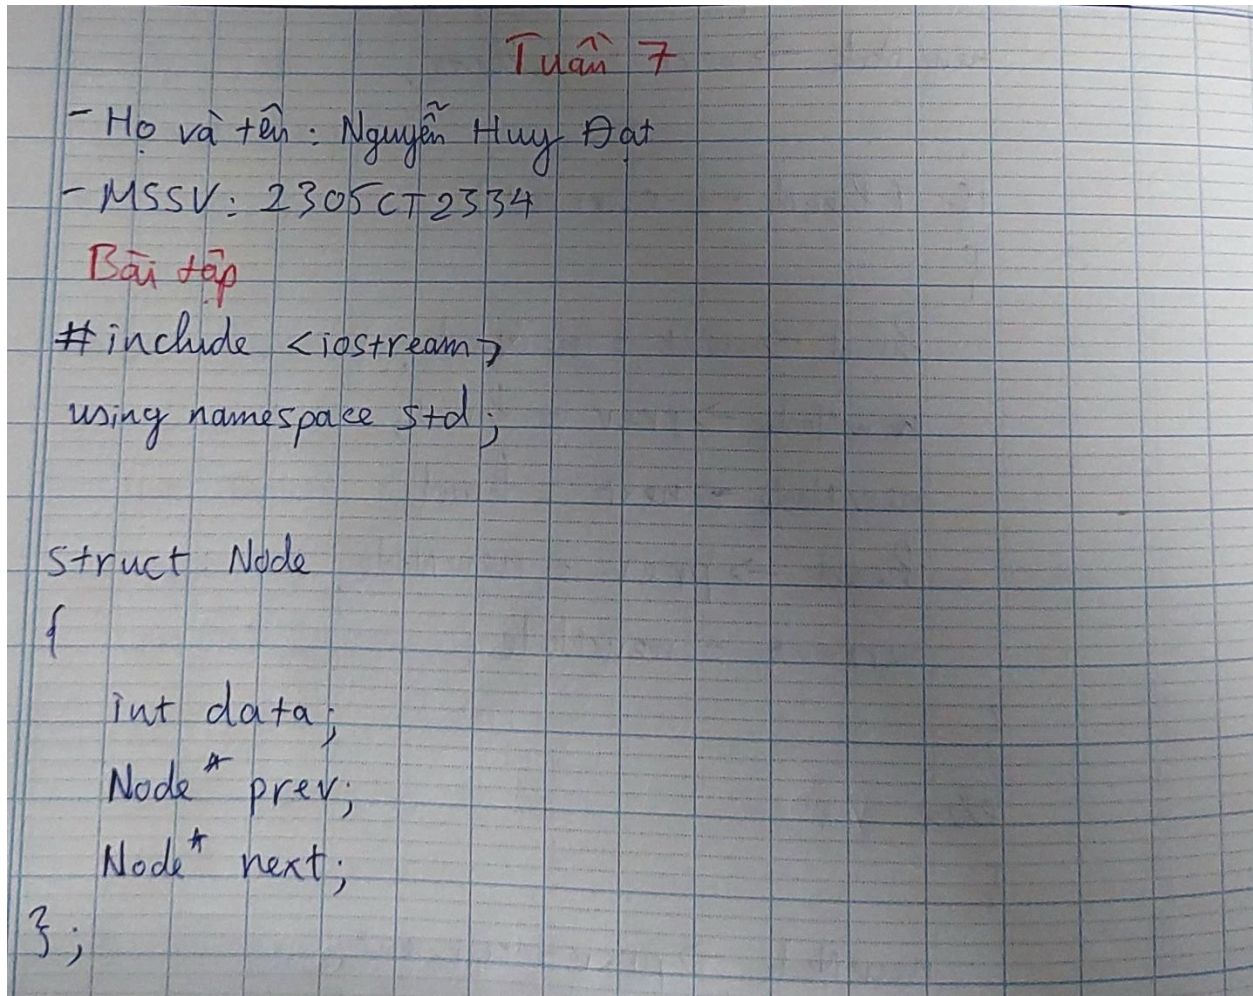 Tuần 7
- Họ và tên: Nguyễn Huy Đạt
- MSSV: 2305CT2334
Bài tập
#include <iostream>
using namespace std;
struct Node
{
int data;
Node* prev;
Node* next;
};